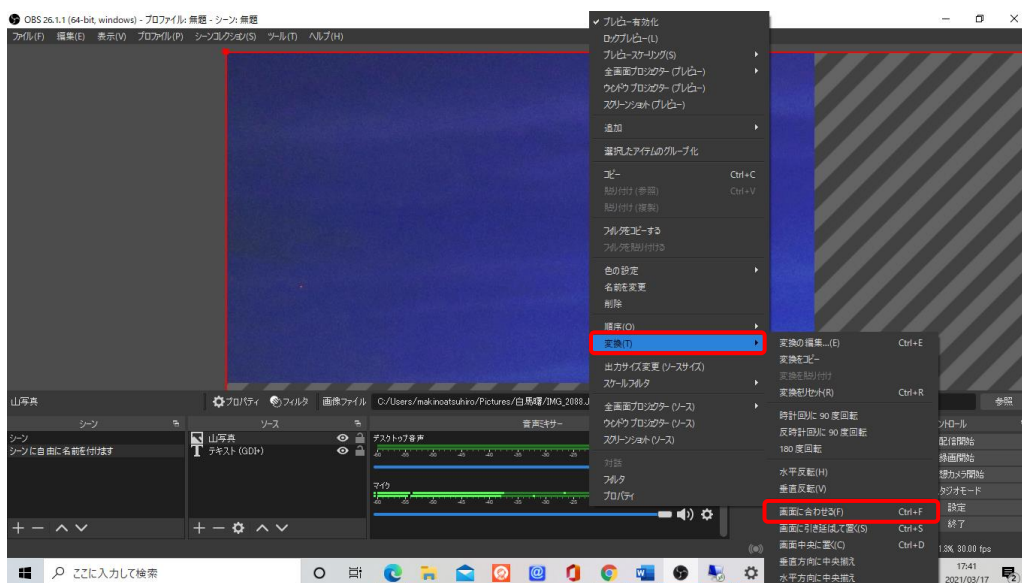 OBS 26.1.1 (64-bit, windows) - プロファイル: 無題 - シーン: 無題
ファイル(F) 編集(E) 表示(V) プロファイル(P) シーンコレクション(S) ツール(T) ヘルプ(H)
プレビュー有効化
ロックプレビュー(L)
プレビュースケーリング(S)
全画面プロジェクター (プレビュー)
ウィンドウ プロジェクター (プレビュー)
スクリーンショット (プレビュー)
追加
選択したアイテムのグループ化
コピー Ctrl+C
貼り付け (参照) Ctrl+V
貼り付け (複製)
フィルタをコピーする
フィルタを貼り付ける
色の設定
名前を変更
削除
順序(O)
変換(T)
出力サイズ変更 (ソースサイズ)
スケールフィルタ
全画面プロジェクター (ソース)
ウィンドウ プロジェクター (ソース)
スクリーンショット (ソース)
対話
フィルタ
プロパティ
変換の編集...(E) Ctrl+E
変換をコピー
変換を貼り付け
変換をリセット(R) Ctrl+R
時計回りに 90 度回転
反時計回りに 90 度回転
180 度回転
水平反転(H)
垂直反転(V)
画面に合わせる(F) Ctrl+F
画面に引き延ばして置く(S) Ctrl+S
画面中央に置く(C) Ctrl+D
垂直方向に中央揃え
水平方向に中央揃え
山写真 プロパティ フィルタ 画像ファイル C:/Users/makinoatsuhiro/Pictures/白馬曙/IMG_2088.J 参照
シーン ソース 音声ミキサー
シーン
シーンに自由に名前を付けます
山写真
テキスト (GDI+)
デスクトップ音声
-60 -55 -50 -45 -40 -35 -30 -25
マイク
-60 -55 -50 -45 -40 -35 -30 -25
設定
終了
30.00 fps
ここに入力して検索
17:41
2021/03/17